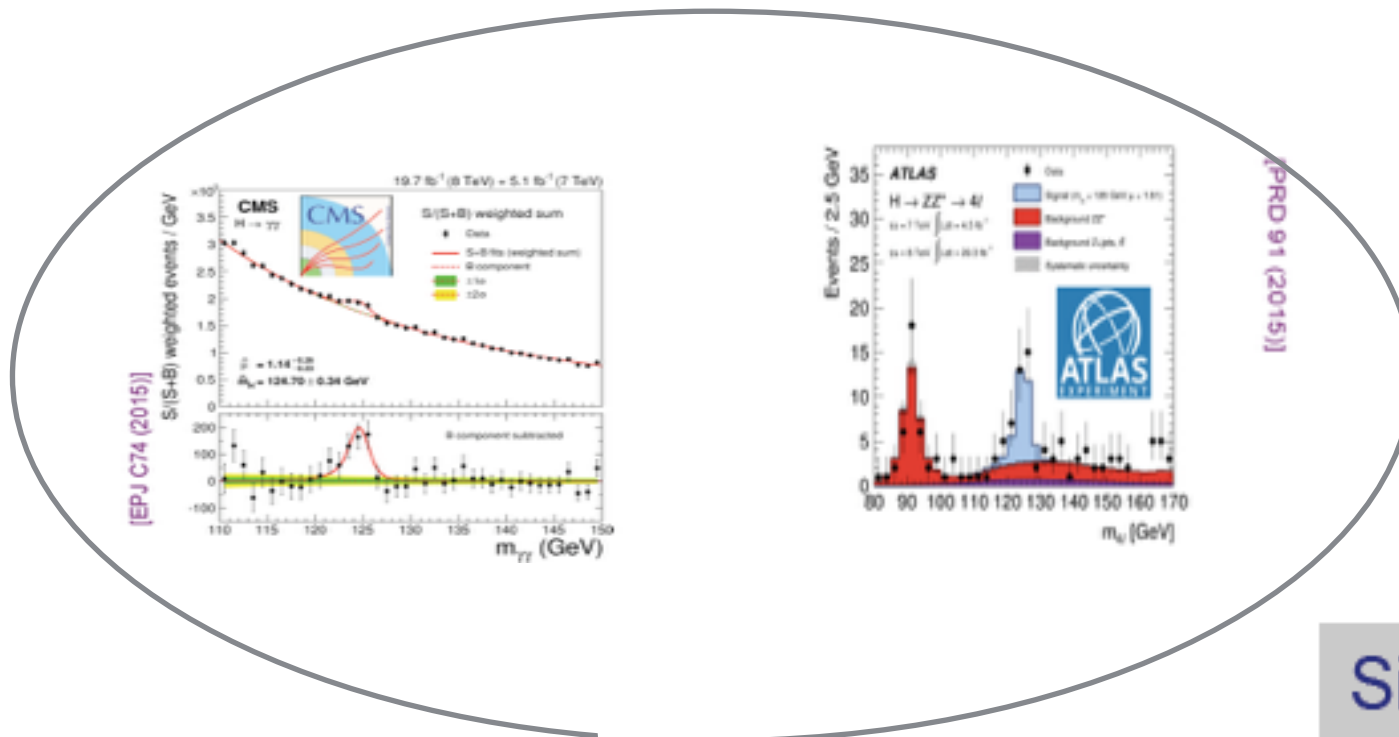 [EPJ C74 (2015)]
19.7 fb⁻¹ (8 TeV) + 5.1 fb⁻¹ (7 TeV)
S/(S+B) weighted events / GeV
3.5
3
2.5
2
1.5
1
0.5
0
CMS
H → γγ
CMS
S/(S+B) weighted sum
Data
S+B fits (weighted sum)
B component
±1σ
±2σ
= 124.70 ± 0.34 GeV
B component subtracted
200
100
0
-100
110 115 120 125 130 135 140 145 150
m_γγ (GeV)
Events / 2.5 GeV
35
30
25
20
15
10
5
0
ATLAS
H → ZZ* → 4l
Data
Background ZZ*
Systematic uncertainty
ATLAS
EXPERIMENT
80 90 100 110 120 130 140 150 160 170
m_4l [GeV]
[PRD 91 (2015)]